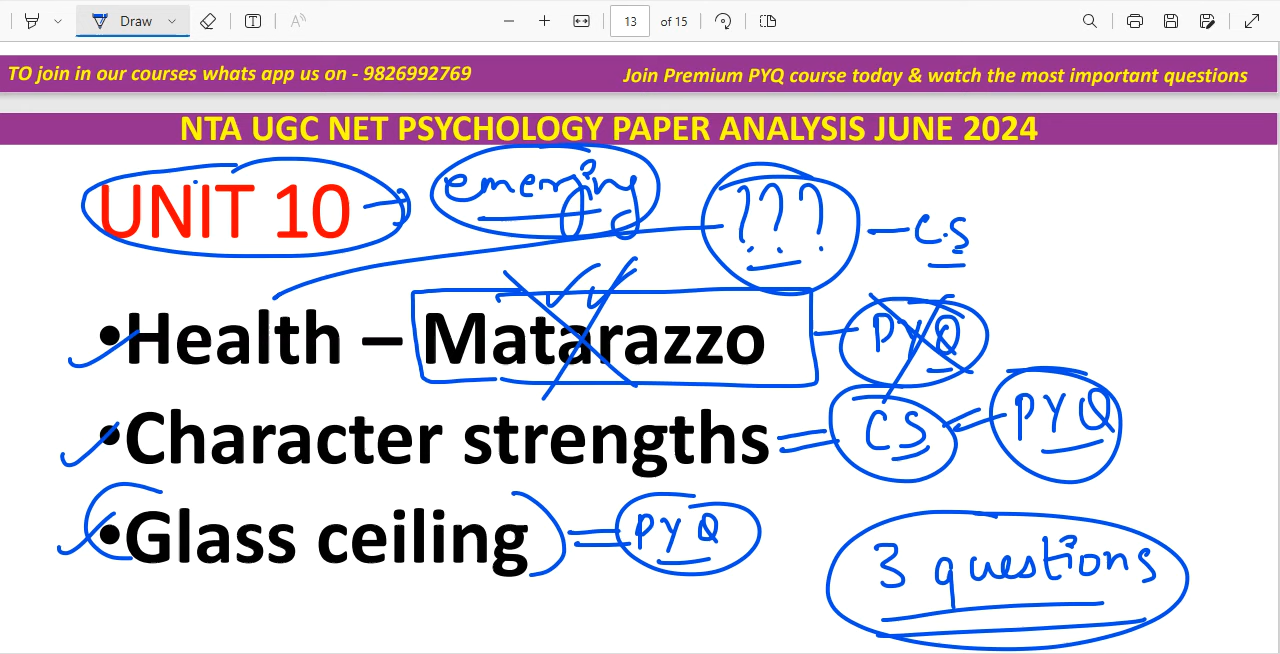 Draw
13 of 15
TO join in our courses whats app us on - 9826992769
Join Premium PYQ course today & watch the most important questions
NTA UGC NET PSYCHOLOGY PAPER ANALYSIS JUNE 2024
UNIT 10 emerging ??? - C.S
•Health – Matarazzo - PYQ
•Character strengths = CS = PYQ
•Glass ceiling = PYQ
3 questions